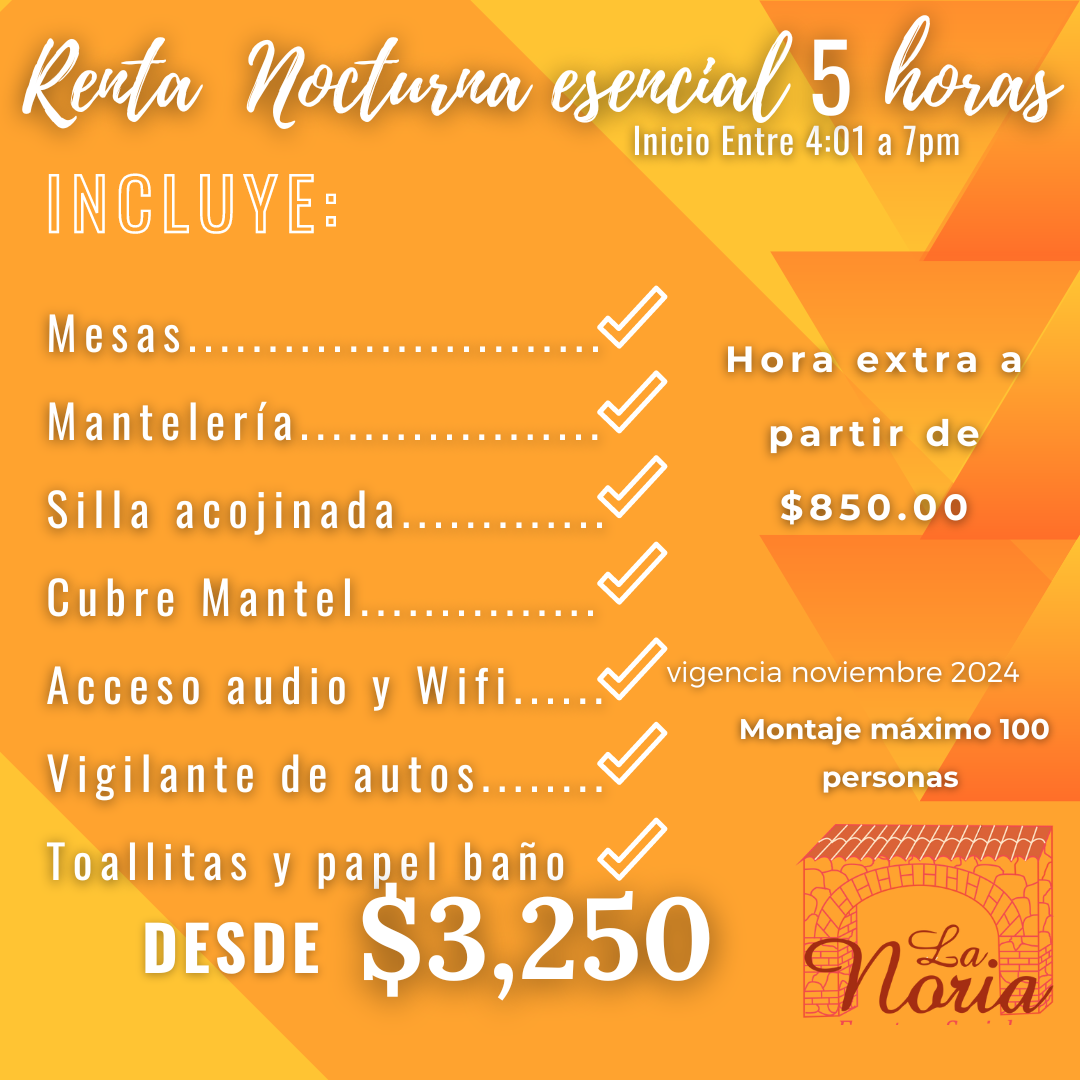 Renta Nocturna esencial 5 horas
Inicio Entre 4:01 a 7pm
INCLUYE:
Mesas..........................
Mantelería...................
Silla acojinada.............
Cubre Mantel...............
Acceso audio y Wifi......
Vigilante de autos........
Toallitas y papel baño
DESDE $3,250
Hora extra a
partir de
$850.00
vigencia noviembre 2024
Montaje máximo 100
personas
La
Noria